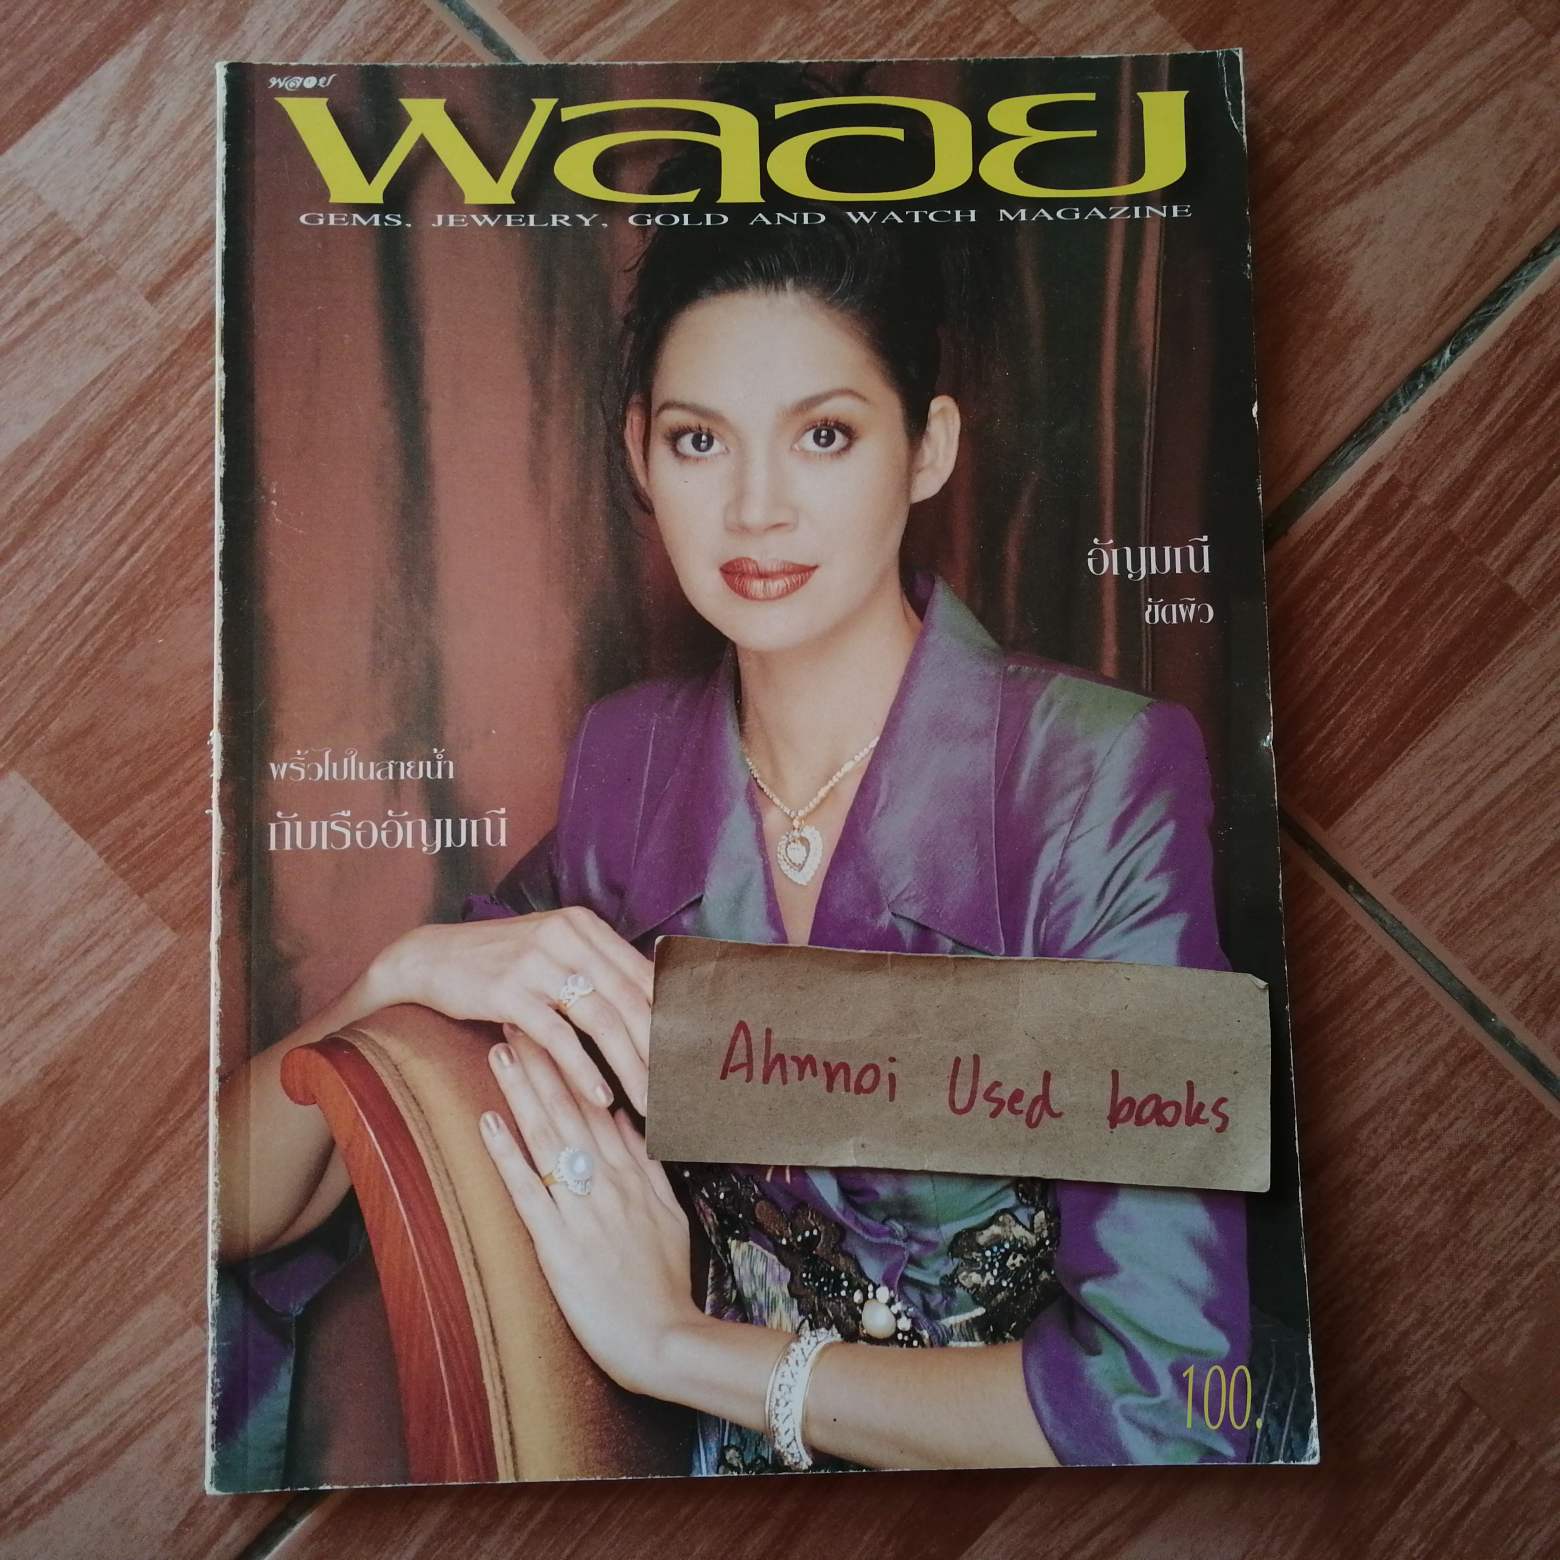 พลอย
พลอย
GEMS, JEWELRY, GOLD AND WATCH MAGAZINE
อัญมณี
ขัดผิว
พริ้วไปในสายน้ำ
กับเรืออัญมณี
Ahnnoi Used books
100.